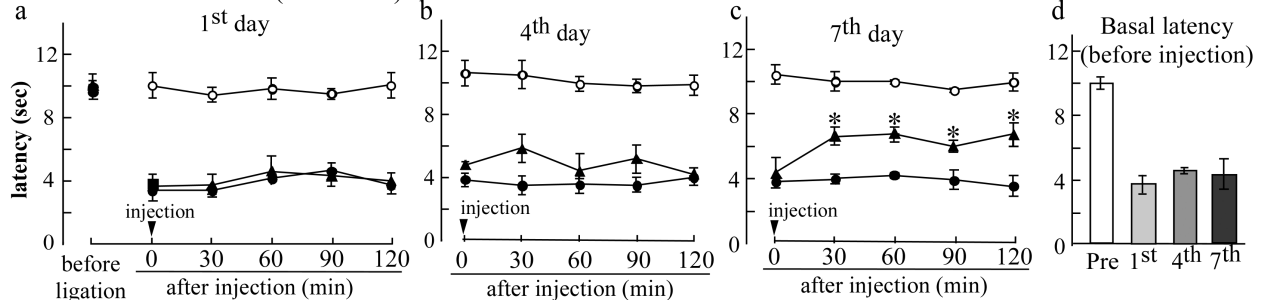 a
1st day
latency (sec)
12
8
4
0
injection
before
ligation
0 30 60 90 120
after injection (min)
b
4th day
12
8
4
0
injection
0 30 60 90 120
after injection (min)
c
7th day
12
8
4
0
* * * *
injection
0 30 60 90 120
after injection (min)
d
Basal latency
(before injection)
12
8
4
0
Pre 1st 4th 7th